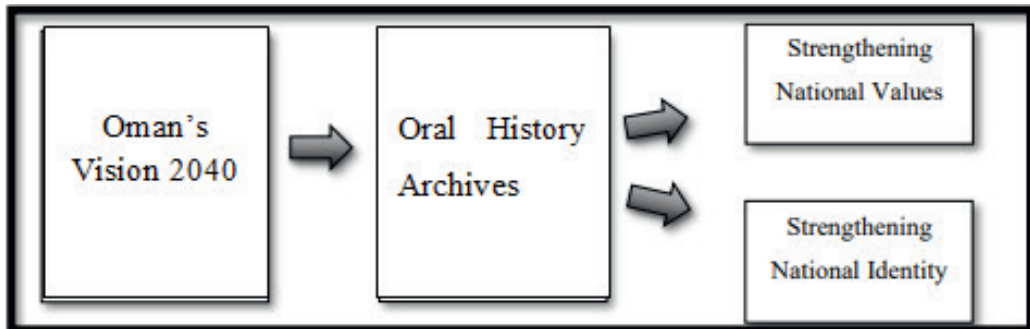 Oman's
Vision 2040
Oral History
Archives
Strengthening
National Values
Strengthening
National Identity